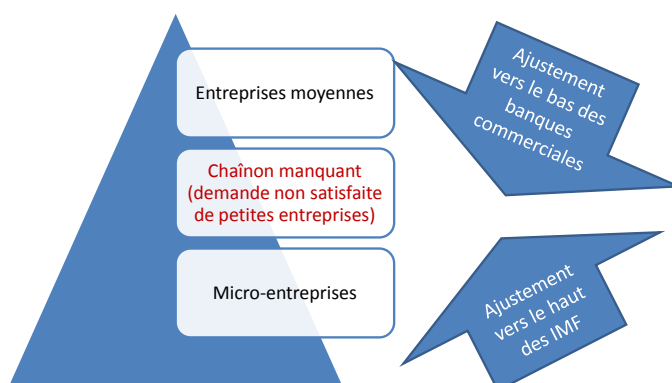 Entreprises moyennes
Chaînon manquant
(demande non satisfaite
de petites entreprises)
Micro-entreprises
Ajustement
vers le bas des
banques
commerciales
Ajustement
vers le haut
des IMF